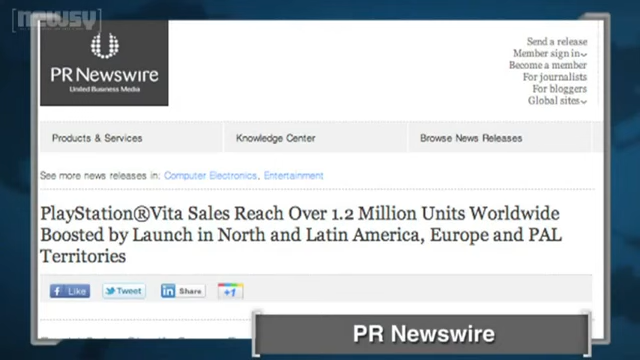 [newsy]
PR Newswire
United Business Media
Send a release
Member sign in
Become a member
For journalists
For bloggers
Global sites
Products & Services
Knowledge Center
Browse News Releases
See more news releases in: Computer Electronics, Entertainment
PlayStation®Vita Sales Reach Over 1.2 Million Units Worldwide
Boosted by Launch in North and Latin America, Europe and PAL
Territories
Like
Tweet
in Share
+1
PR Newswire